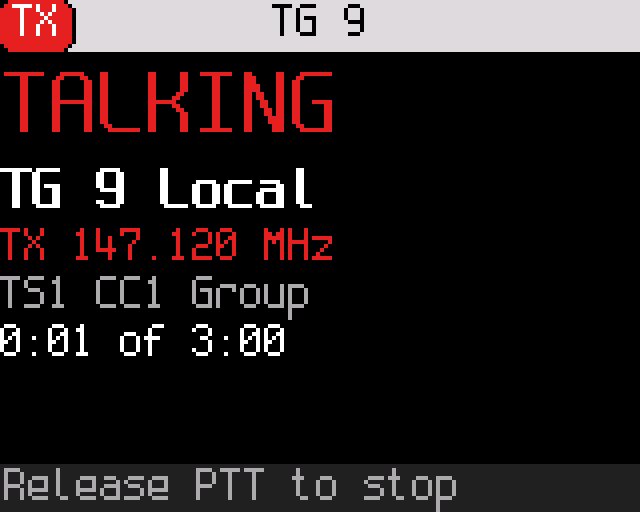 TX TG 9
TALKING
TG 9 Local
TX 147.120 MHz
TS1 CC1 Group
0:01 of 3:00
Release PTT to stop